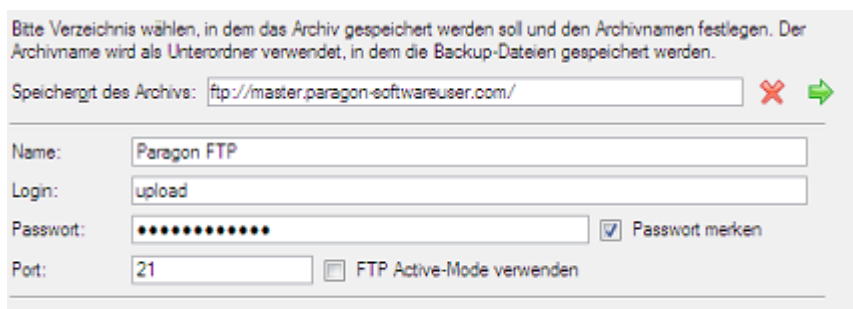 Bitte Verzeichnis wählen, in dem das Archiv gespeichert werden soll und den Archivnamen festlegen. Der
Archivname wird als Unterordner verwendet, in dem die Backup-Dateien gespeichert werden.
Speicherort des Archivs: ftp://master.paragon-softwareuser.com/
Name: Paragon FTP
Login: upload
Passwort: ●●●●●●●●●●●● Passwort merken
Port: 21 FTP Active-Mode verwenden